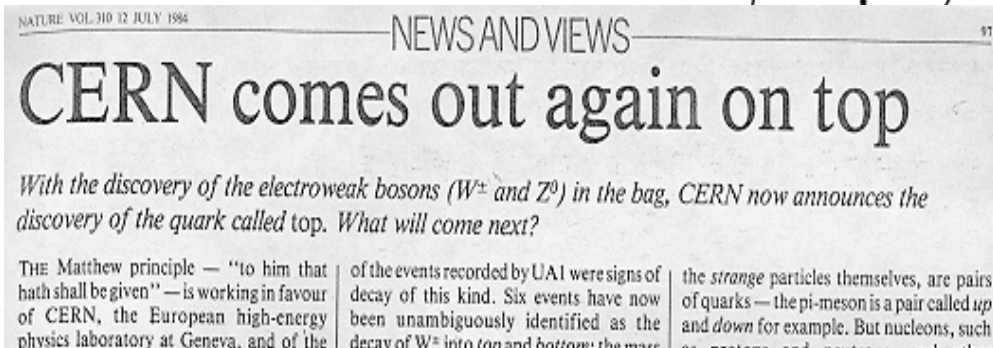 NATURE VOL. 310 12 JULY 1984
NEWS AND VIEWS
97
CERN comes out again on top
With the discovery of the electroweak bosons (W± and Z⁰) in the bag, CERN now announces the
discovery of the quark called top. What will come next?
THE Matthew principle — "to him that
hath shall be given" — is working in favour
of CERN, the European high-energy
physics laboratory at Geneva, and of the
of the events recorded by UA1 were signs of
decay of this kind. Six events have now
been unambiguously identified as the
decay of W± into top and bottom: the mass
the strange particles themselves, are pairs
of quarks — the pi-meson is a pair called up
and down for example. But nucleons, such